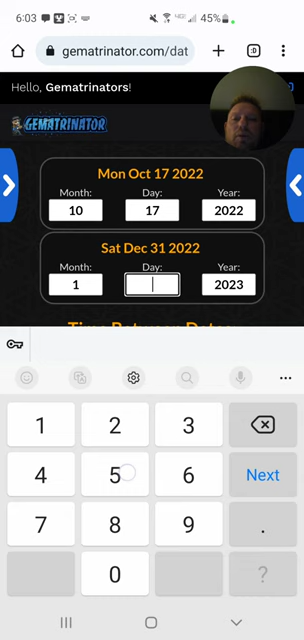 6:03
45%
gematrinator.com/dat
:D
Hello, Gematrinators!
GEMATRINATOR
Mon Oct 17 2022
Month: Day: Year:
10 17 2022
Sat Dec 31 2022
Month: Day: Year:
1 2023
1 2 3
4 5 6 Next
7 8 9 .
0 ?